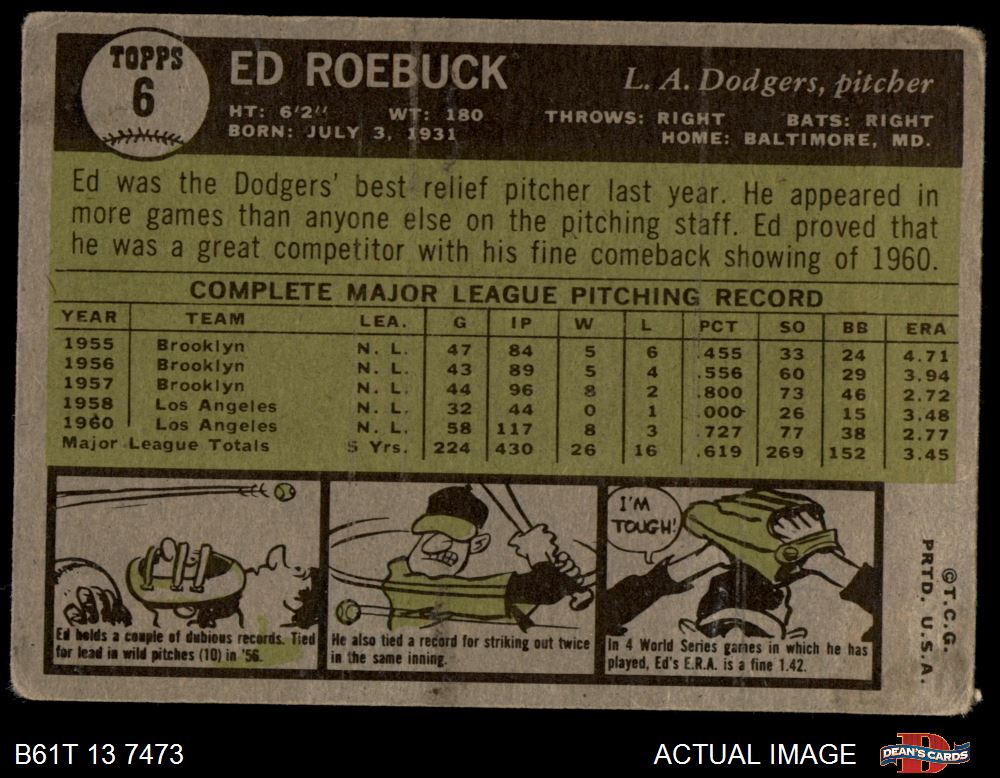 TOPPS
6
ED ROEBUCK
L. A. Dodgers, pitcher
HT: 6'2" WT: 180 THROWS: RIGHT BATS: RIGHT
BORN: JULY 3, 1931 HOME: BALTIMORE, MD.
Ed was the Dodgers' best relief pitcher last year. He appeared in
more games than anyone else on the pitching staff. Ed proved that
he was a great competitor with his fine comeback showing of 1960.
COMPLETE MAJOR LEAGUE PITCHING RECORD
YEAR TEAM LEA. G IP W L PCT SO BB ERA
1955 Brooklyn N. L. 47 84 5 6 .455 33 24 4.71
1956 Brooklyn N. L. 43 89 5 4 .556 60 29 3.94
1957 Brooklyn N. L. 44 96 8 2 .800 73 46 2.72
1958 Los Angeles N. L. 32 44 0 1 .000 26 15 3.48
1960 Los Angeles N. L. 58 117 8 3 .727 77 38 2.77
Major League Totals 5 Yrs. 224 430 26 16 .619 269 152 3.45
Ed holds a couple of dubious records. Tied
for lead in wild pitches (10) in '56.
He also tied a record for striking out twice
in the same inning.
I'M
TOUGH!
In 4 World Series games in which he has
played, Ed's E.R.A. is a fine 1.42.
©T.C.G.
PRTD. U.S.A.
B61T 13 7473
ACTUAL IMAGE
DEAN'S CARDS